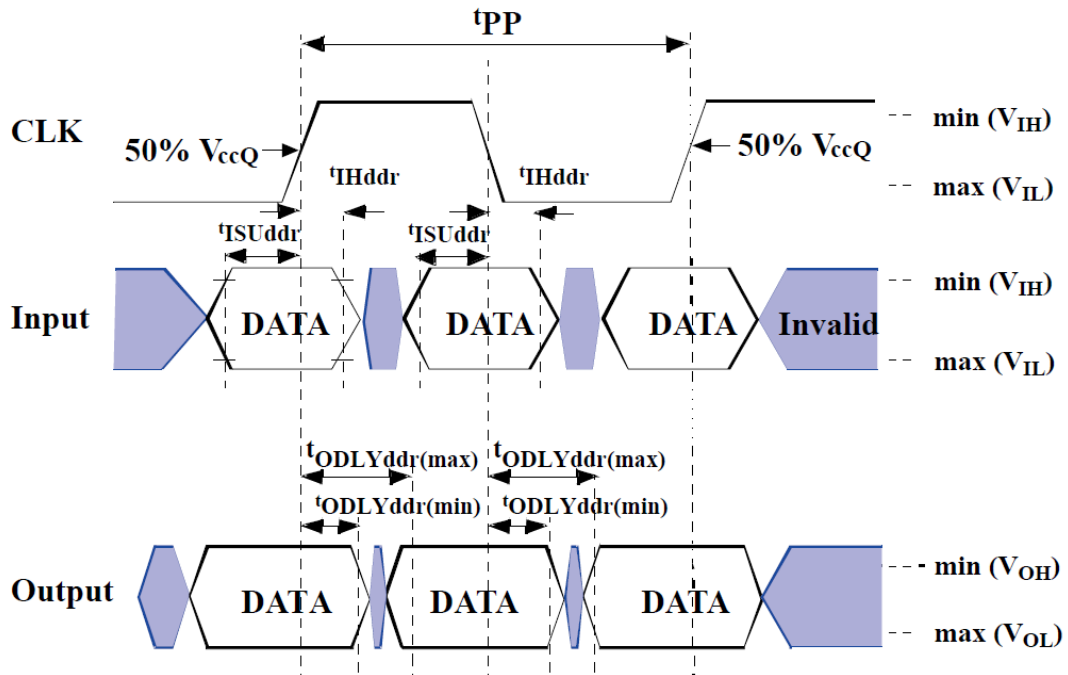 tPP
CLK
min (VIH)
50% VccQ
50% VccQ
tIHddr
tIHddr
max (VIL)
tISUddr
tISUddr
min (VIH)
Input
DATA
DATA
DATA
Invalid
max (VIL)
tODLYddr(max)
tODLYddr(max)
tODLYddr(min)
tODLYddr(min)
min (VOH)
Output
DATA
DATA
DATA
max (VOL)